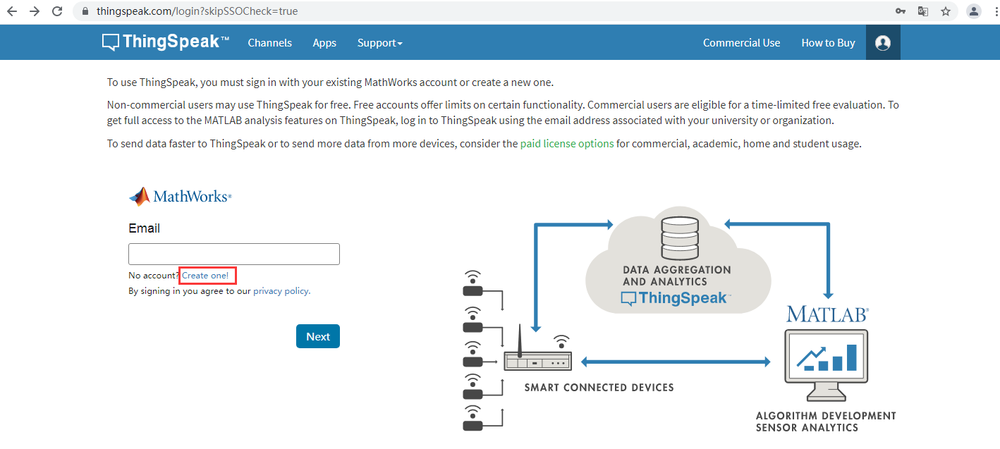 thingspeak.com/login?skipSSOCheck=true
ThingSpeak™ Channels Apps Support Commercial Use How to Buy
To use ThingSpeak, you must sign in with your existing MathWorks account or create a new one.
Non-commercial users may use ThingSpeak for free. Free accounts offer limits on certain functionality. Commercial users are eligible for a time-limited free evaluation. To
get full access to the MATLAB analysis features on ThingSpeak, log in to ThingSpeak using the email address associated with your university or organization.
To send data faster to ThingSpeak or to send more data from more devices, consider the paid license options for commercial, academic, home and student usage.
MathWorks®
Email
No account? Create one!
By signing in you agree to our privacy policy.
Next
DATA AGGREGATION
AND ANALYTICS
ThingSpeak™
MATLAB®
SMART CONNECTED DEVICES
ALGORITHM DEVELOPMENT
SENSOR ANALYTICS